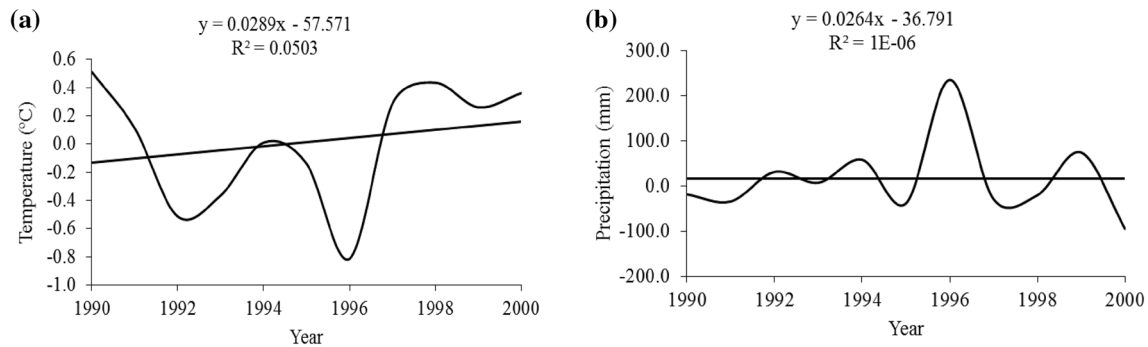 (a)
y = 0.0289x - 57.571
R² = 0.0503
0.6
0.4
0.2
0.0
-0.2
-0.4
-0.6
-0.8
-1.0
Temperature (°C)
1990 1992 1994 1996 1998 2000
Year
(b)
y = 0.0264x - 36.791
R² = 1E-06
300.0
200.0
100.0
0.0
-100.0
-200.0
Precipitation (mm)
1990 1992 1994 1996 1998 2000
Year